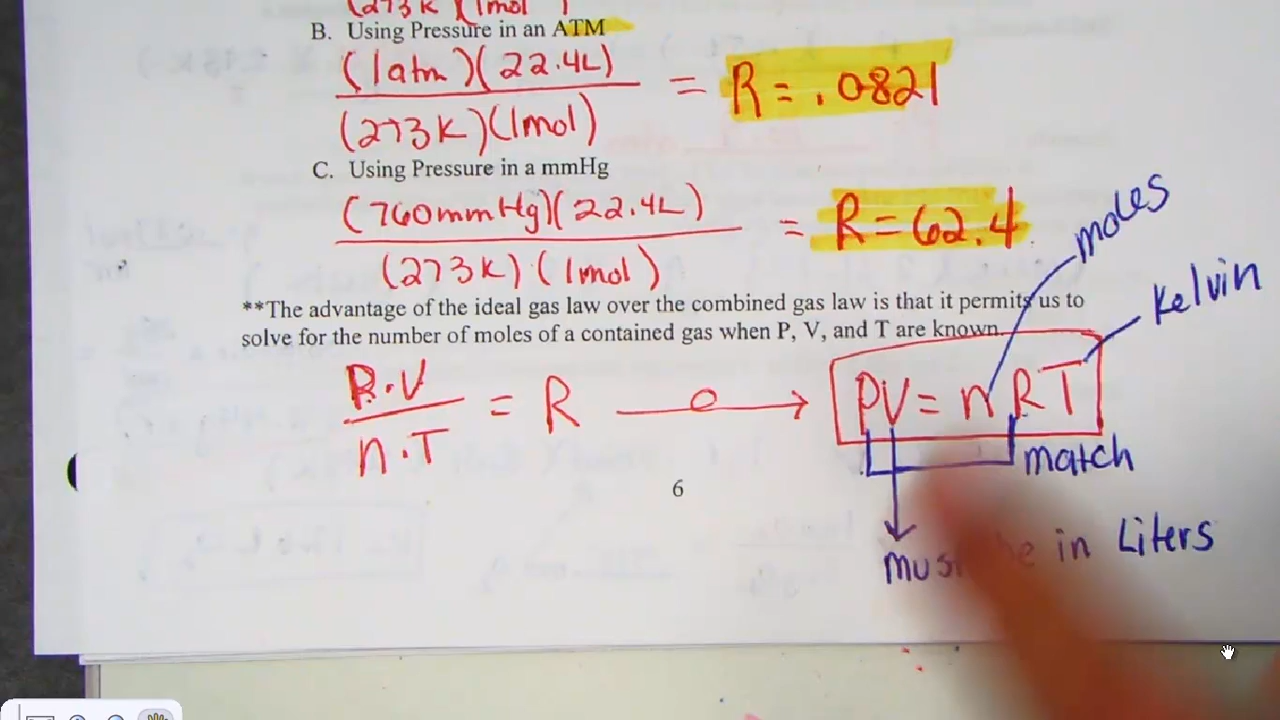 (273K)(1mol)
B. Using Pressure in an ATM
(1atm)(22.4L)
(273K)(1mol)
= R = .0821
C. Using Pressure in a mmHg
(760mmHg)(22.4L)
(273K)(1mol)
= R = 62.4
moles
Kelvin
**The advantage of the ideal gas law over the combined gas law is that it permits us to
solve for the number of moles of a contained gas when P, V, and T are known.
P.V
n.T
= R
PV = nRT
match
6
in Liters